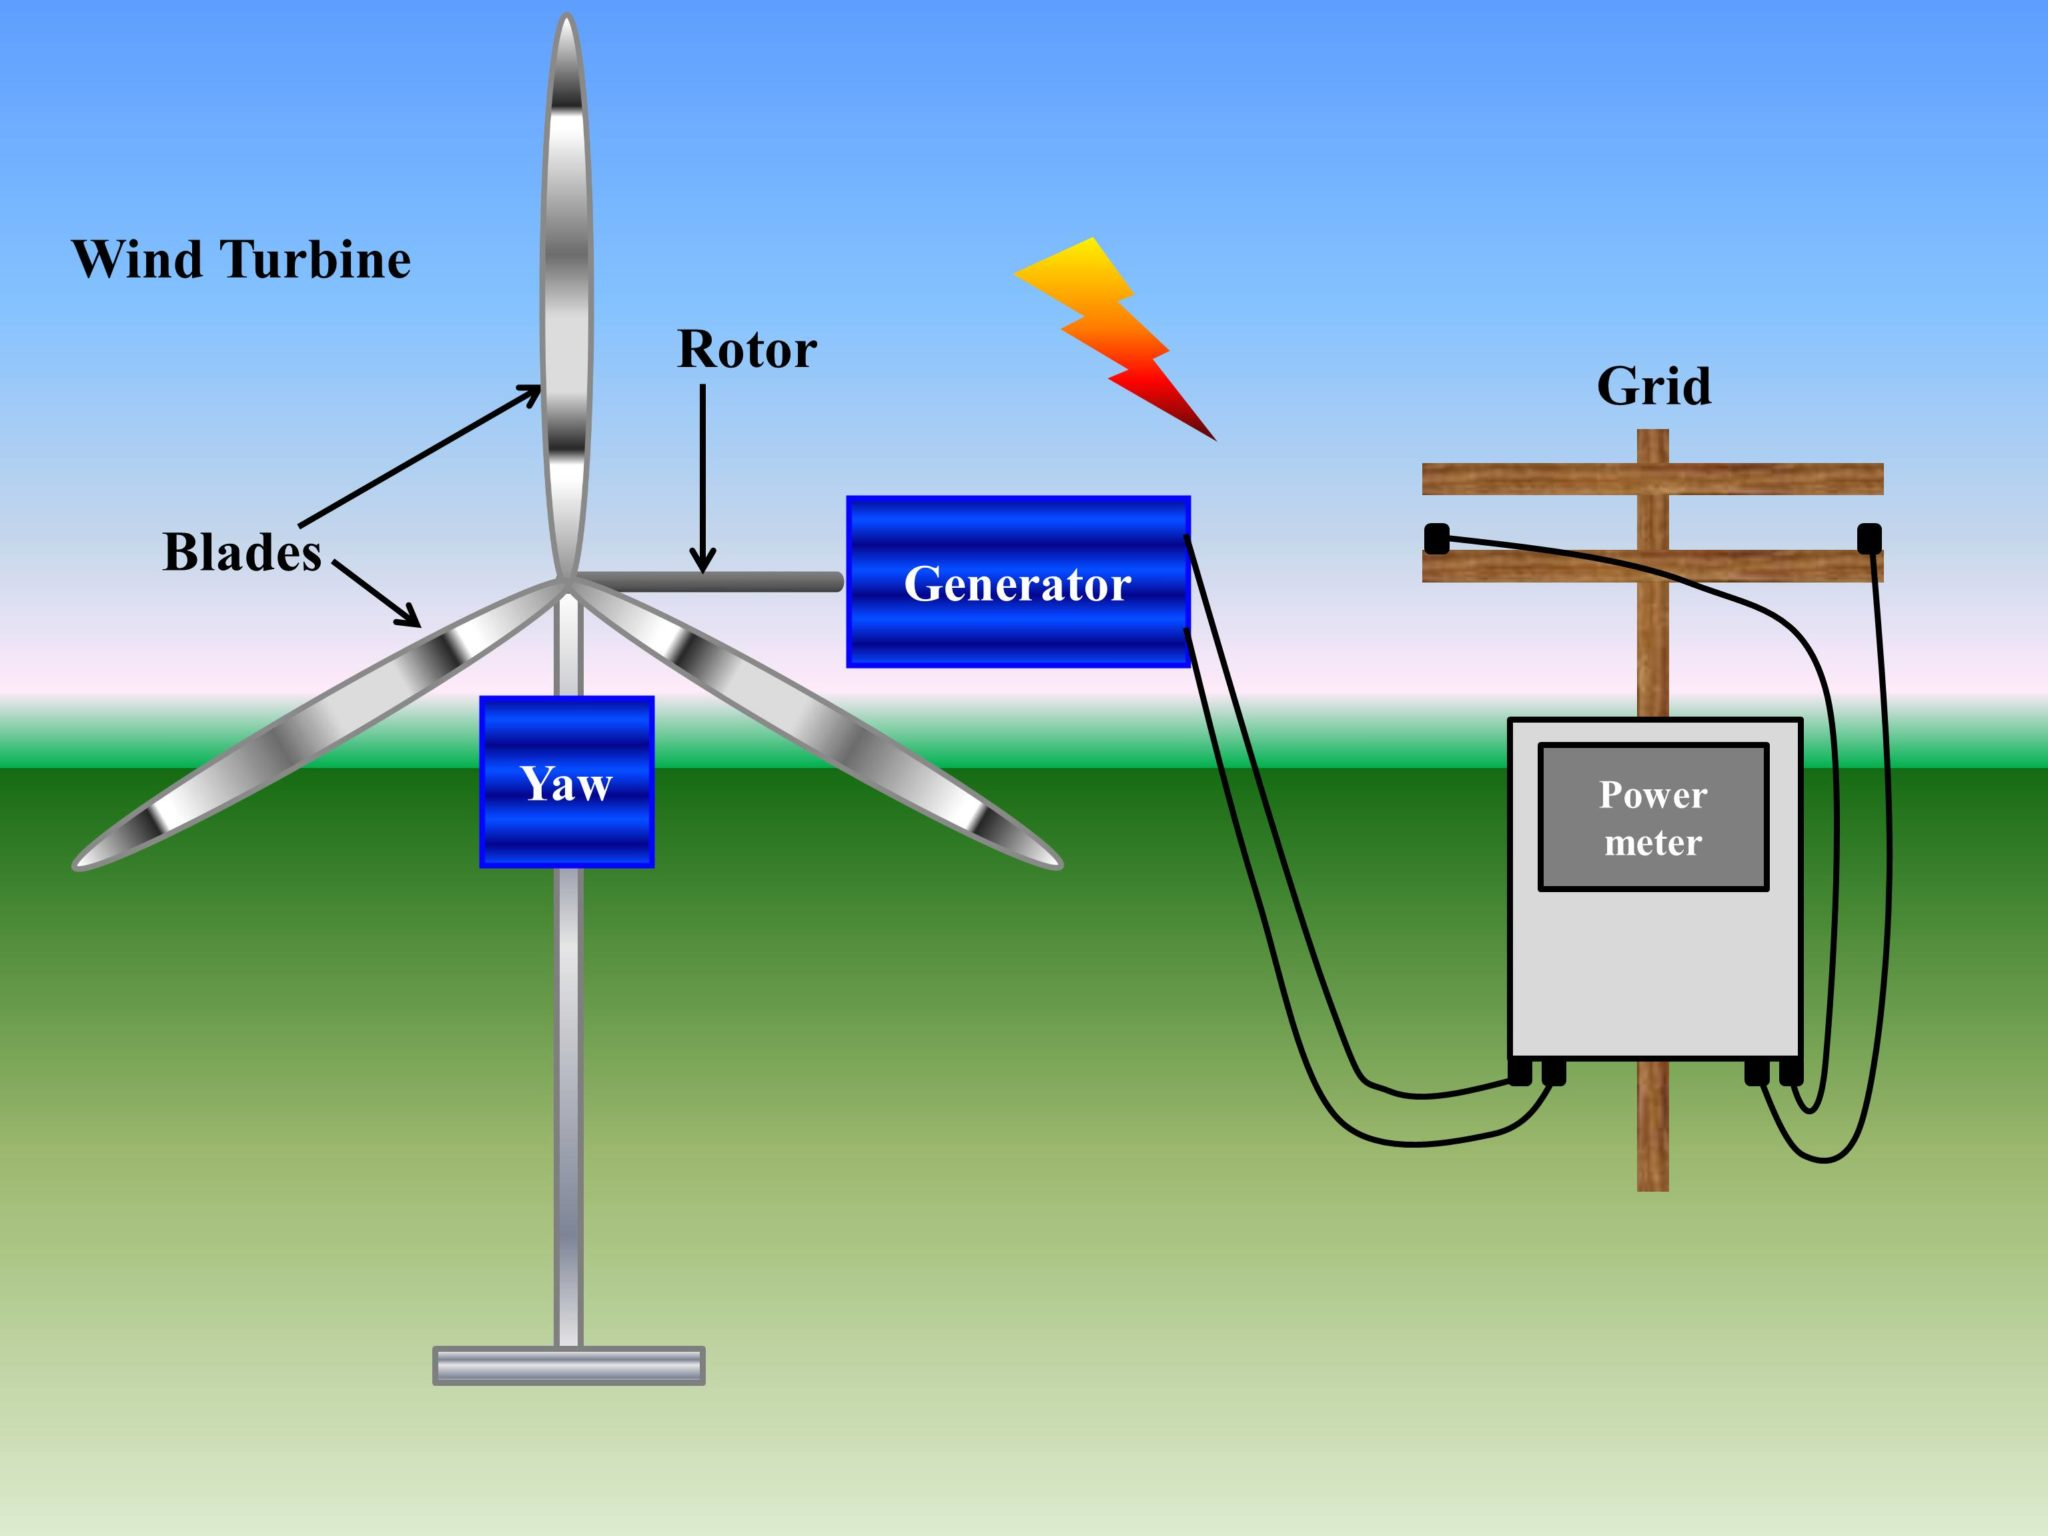 Wind Turbine
Rotor
Grid
Blades
Generator
Yaw
Power
meter